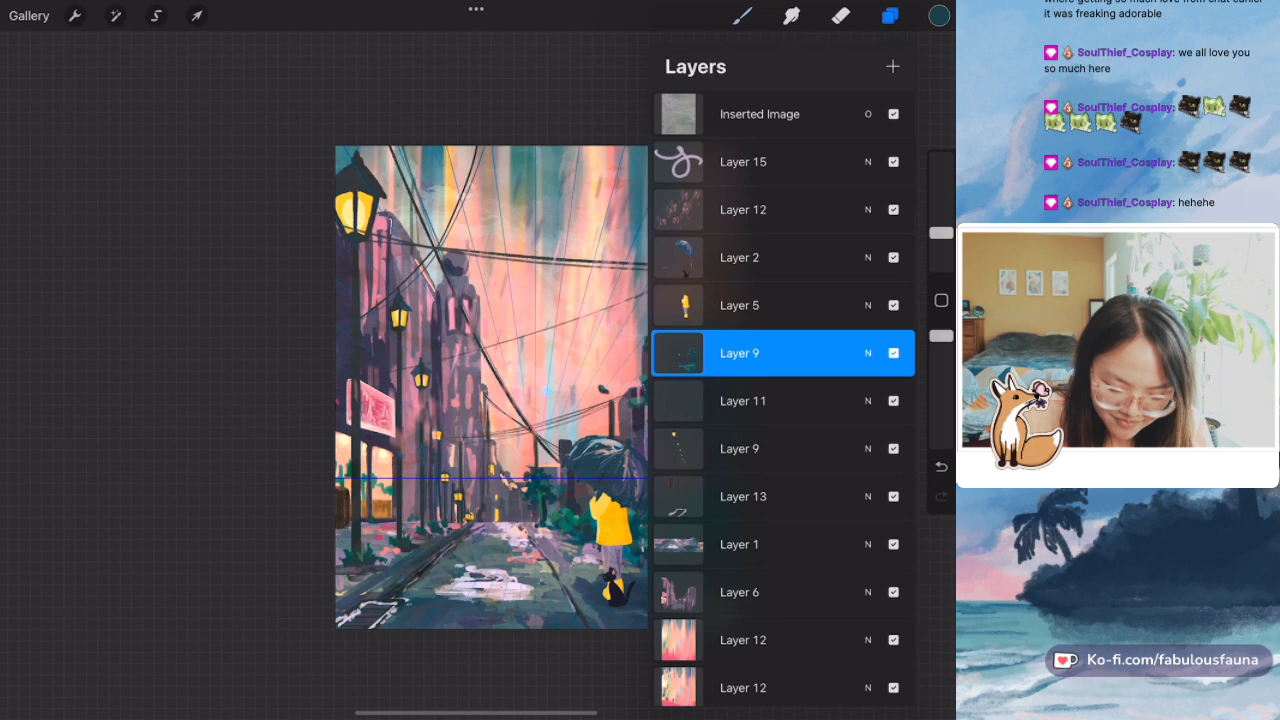 Gallery
Layers
Inserted Image O
Layer 15 N
Layer 12 N
Layer 2 N
Layer 5 N
Layer 9 N
Layer 11 N
Layer 9 N
Layer 13 N
Layer 1 N
Layer 6 N
Layer 12 N
Layer 12 N
it was freaking adorable
SoulThief_Cosplay: we all love you
so much here
SoulThief_Cosplay:
SoulThief_Cosplay:
SoulThief_Cosplay: hehehe
Ko-fi.com/fabulousfauna